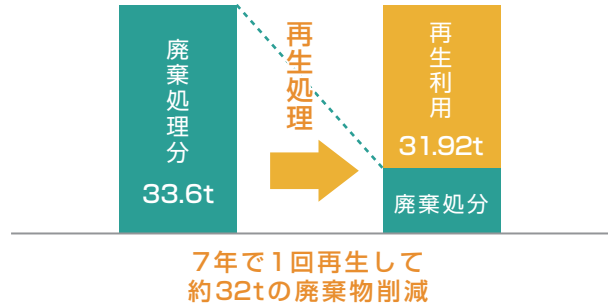 廃棄処理分
33.6t
再生処理
再生利用
31.92t
廃棄処分
7年で1回再生して
約32tの廃棄物削減